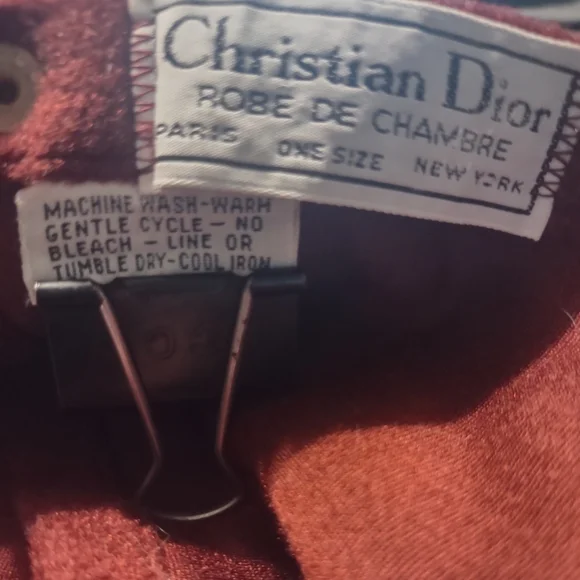 Christian Dior
ROBE DE CHAMBRE
PARIS ONE SIZE NEW YORK
MACHINE WASH-WARM
GENTLE CYCLE — NO
BLEACH — LINE OR
TUMBLE DRY-COOL IRON